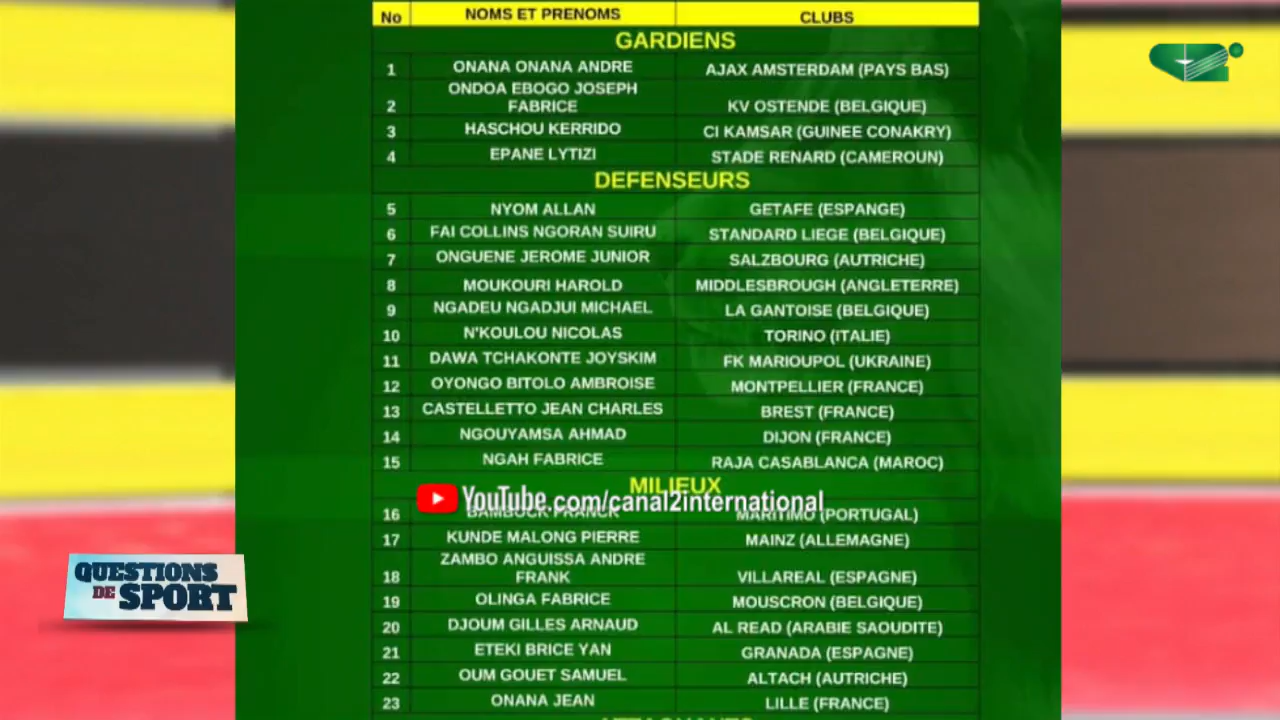 No NOMS ET PRENOMS CLUBS
GARDIENS
1 ONANA ONANA ANDRE AJAX AMSTERDAM (PAYS BAS)
2 ONDOA EBOGO JOSEPH
FABRICE KV OSTENDE (BELGIQUE)
3 HASCHOU KERRIDO CI KAMSAR (GUINEE CONAKRY)
4 EPANE LYTIZI STADE RENARD (CAMEROUN)
DEFENSEURS
5 NYOM ALLAN GETAFE (ESPANGE)
6 FAI COLLINS NGORAN SUIRU STANDARD LIEGE (BELGIQUE)
7 ONGUENE JEROME JUNIOR SALZBOURG (AUTRICHE)
8 MOUKOURI HAROLD MIDDLESBROUGH (ANGLETERRE)
9 NGADEU NGADJUI MICHAEL LA GANTOISE (BELGIQUE)
10 N'KOULOU NICOLAS TORINO (ITALIE)
11 DAWA TCHAKONTE JOYSKIM FK MARIOUPOL (UKRAINE)
12 OYONGO BITOLO AMBROISE MONTPELLIER (FRANCE)
13 CASTELLETTO JEAN CHARLES BREST (FRANCE)
14 NGOUYAMSA AHMAD DIJON (FRANCE)
15 NGAH FABRICE RAJA CASABLANCA (MAROC)
MILIEUX
YouTube.com/canal2international
16 BAMBOCK FRANCK MARITIMO (PORTUGAL)
17 KUNDE MALONG PIERRE MAINZ (ALLEMAGNE)
18 ZAMBO ANGUISSA ANDRE
FRANK VILLAREAL (ESPAGNE)
19 OLINGA FABRICE MOUSCRON (BELGIQUE)
20 DJOUM GILLES ARNAUD AL READ (ARABIE SAOUDITE)
21 ETEKI BRICE YAN GRANADA (ESPAGNE)
22 OUM GOUET SAMUEL ALTACH (AUTRICHE)
23 ONANA JEAN LILLE (FRANCE)
QUESTIONS
DE SPORT